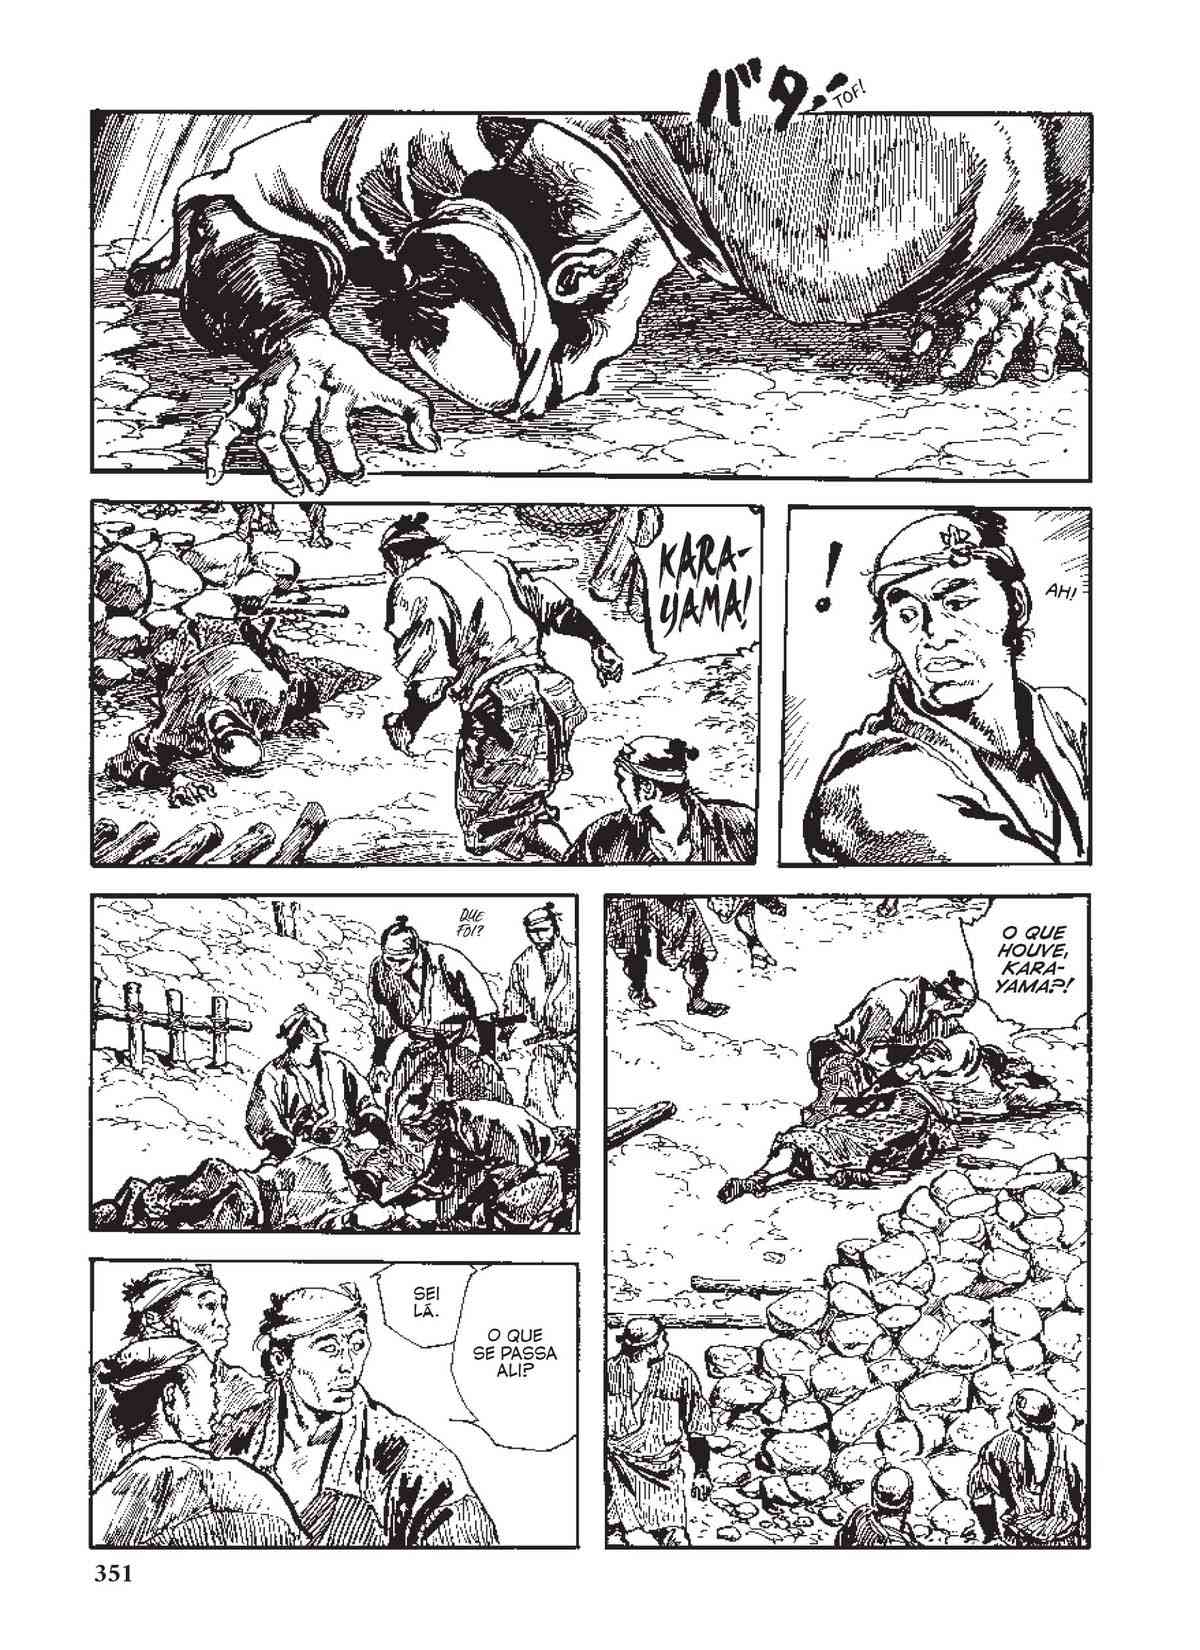 バタッ
TOF!
KARA-
YAMA!
!
AH!
QUE
FOI?
O QUE
HOUVE,
KARA-
YAMA?!
SEI
LÁ.
O QUE
SE PASSA
ALI?
351